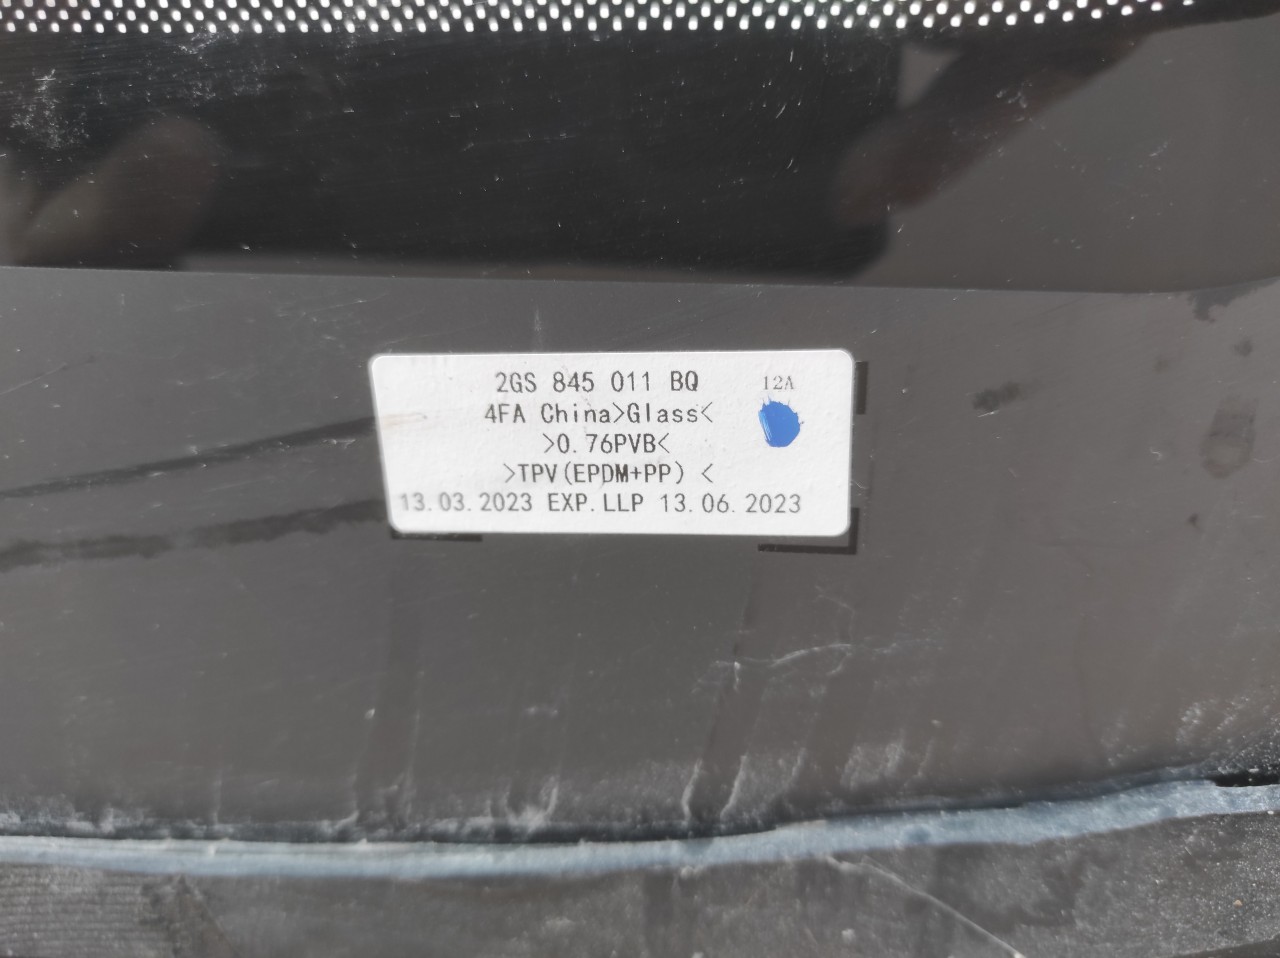 2GS 845 011 BQ 12A
4FA China>Glass<
>0.76PVB<
>TPV(EPDM+PP) <
13.03.2023 EXP.LLP 13.06.2023